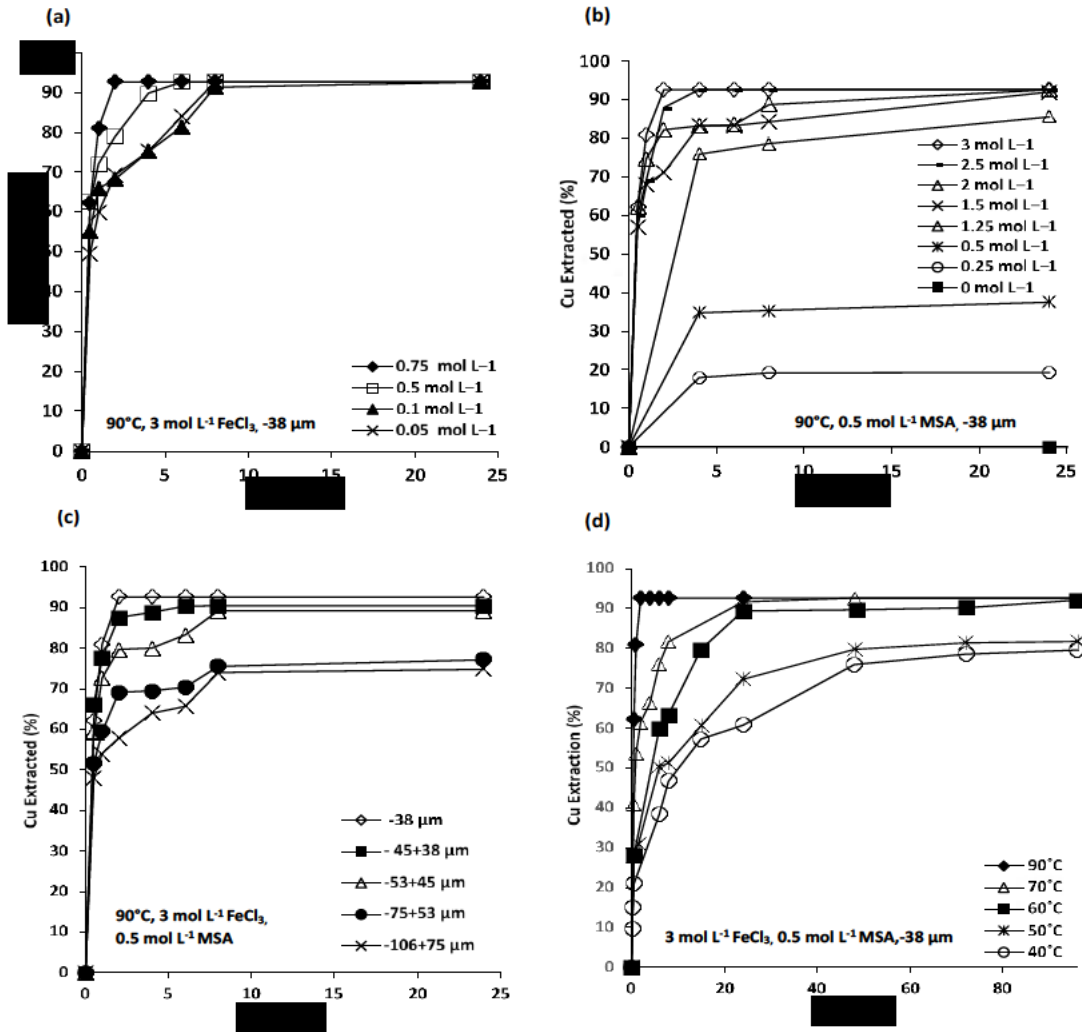 (a)
90
80
70
60
50
40
30
20
10
0
0
5
10
15
20
25
0.75 mol L–1
0.5 mol L–1
0.1 mol L–1
0.05 mol L–1
90°C, 3 mol L-1 FeCl3, -38 µm
(b)
Cu Extracted (%)
100
90
80
70
60
50
40
30
20
10
0
0
5
10
15
20
25
3 mol L–1
2.5 mol L–1
2 mol L–1
1.5 mol L–1
1.25 mol L–1
0.5 mol L–1
0.25 mol L–1
0 mol L–1
90°C, 0.5 mol L-1 MSA, -38 µm
(c)
Cu Extracted (%)
100
90
80
70
60
50
40
30
20
10
0
0
5
10
15
20
25
-38 µm
- 45+38 µm
-53+45 µm
-75+53 µm
-106+75 µm
90°C, 3 mol L-1 FeCl3,
0.5 mol L-1 MSA
(d)
Cu Extraction (%)
100
90
80
70
60
50
40
30
20
10
0
0
20
40
60
80
90˚C
70˚C
60˚C
50˚C
40˚C
3 mol L-1 FeCl3, 0.5 mol L-1 MSA,-38 µm